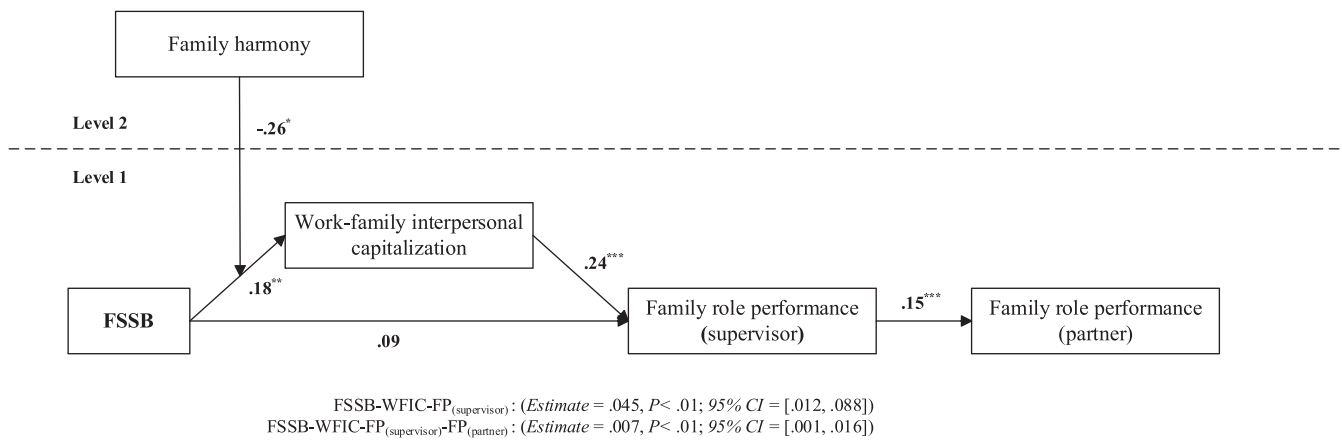 Family harmony
Level 2
-.26*
Level 1
Work-family interpersonal
capitalization
.18**
.24***
FSSB
Family role performance
(supervisor)
.15***
Family role performance
(partner)
.09
FSSB-WFIC-FP(supervisor) : (Estimate = .045, P< .01; 95% CI = [.012, .088])
FSSB-WFIC-FP(supervisor)-FP(partner) : (Estimate = .007, P< .01; 95% CI = [.001, .016])